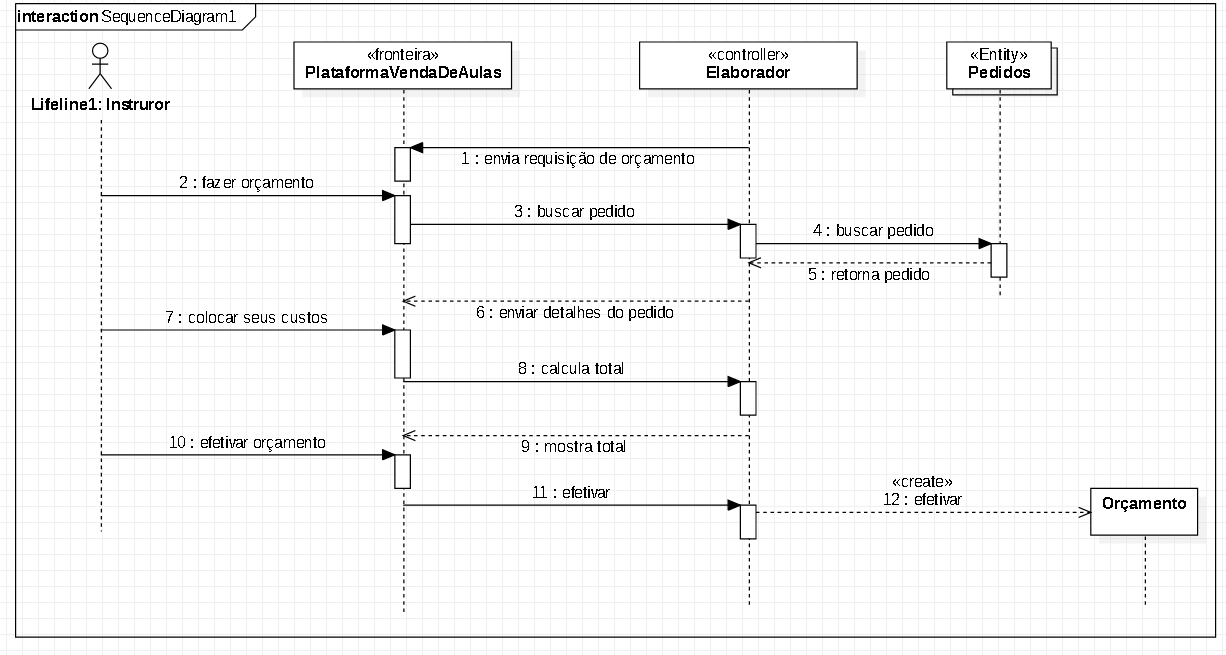 interaction SequenceDiagram1
«fronteira»
PlataformaVendaDeAulas
«controller»
Elaborador
«Entity»
Pedidos
Lifeline1: Instruror
1 : envia requisição de orçamento
2 : fazer orçamento
3 : buscar pedido
4 : buscar pedido
5 : retorna pedido
6 : enviar detalhes do pedido
7 : colocar seus custos
8 : calcula total
9 : mostra total
10 : efetivar orçamento
11 : efetivar
«create»
12 : efetivar
Orçamento